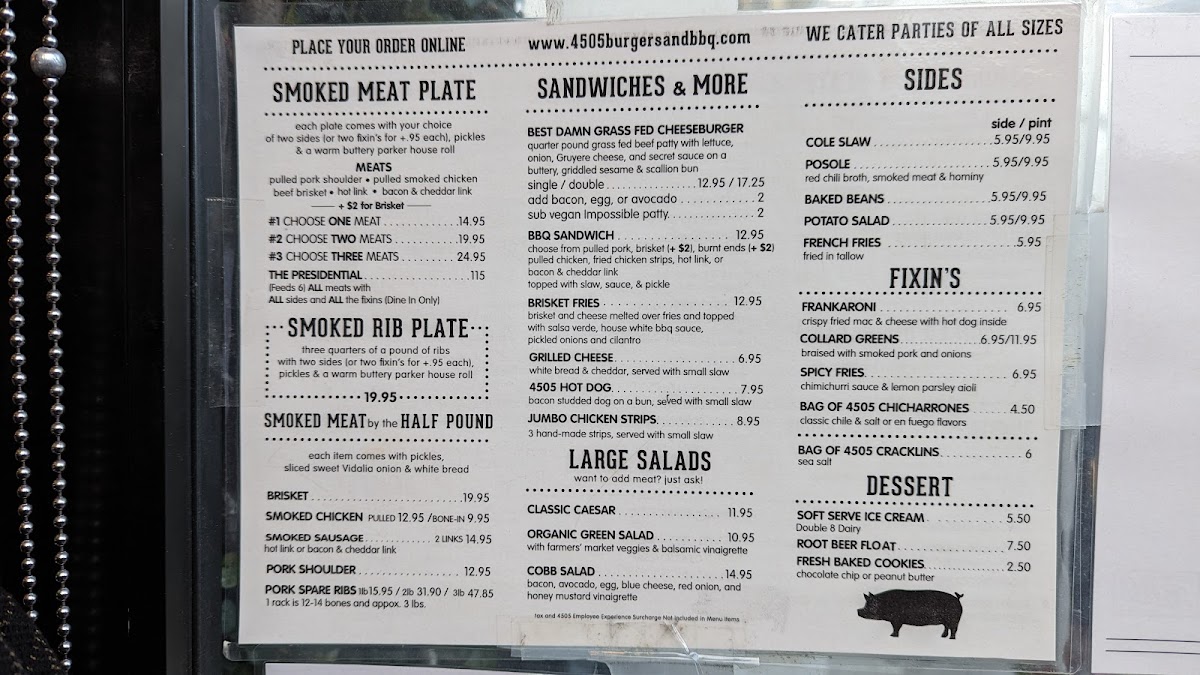 PLACE YOUR ORDER ONLINE
www.4505burgersandbbq.com
WE CATER PARTIES OF ALL SIZES
SMOKED MEAT PLATE
each plate comes with your choice
of two sides (or two fixin's for +.95 each), pickles
& a warm buttery parker house roll
MEATS
pulled pork shoulder • pulled smoked chicken
beef brisket • hot link • bacon & cheddar link
+ $2 for Brisket
#1 CHOOSE ONE MEAT 14.95
#2 CHOOSE TWO MEATS 19.95
#3 CHOOSE THREE MEATS 24.95
THE PRESIDENTIAL 115
(Feeds 6) ALL meats with
ALL sides and ALL the fixins (Dine In Only)
SMOKED RIB PLATE
three quarters of a pound of ribs
with two sides (or two fixin's for +.95 each),
pickles & a warm buttery parker house roll
19.95
SMOKED MEAT by the HALF POUND
each item comes with pickles,
sliced sweet Vidalia onion & white bread
BRISKET 19.95
SMOKED CHICKEN PULLED 12.95 /BONE-IN 9.95
SMOKED SAUSAGE 2 LINKS 14.95
hot link or bacon & cheddar link
PORK SHOULDER 12.95
PORK SPARE RIBS 1lb 15.95 / 2lb 31.90 / 3lb 47.85
1 rack is 12-14 bones and appox. 3 lbs.
SANDWICHES & MORE
BEST DAMN GRASS FED CHEESEBURGER
quarter pound grass fed beef patty with lettuce,
onion, Gruyere cheese, and secret sauce on a
buttery, griddled sesame & scallion bun
single / double 12.95 / 17.25
add bacon, egg, or avocado 2
sub vegan Impossible patty 2
BBQ SANDWICH 12.95
choose from pulled pork, brisket (+ $2), burnt ends (+ $2)
pulled chicken, fried chicken strips, hot link, or
bacon & cheddar link
topped with slaw, sauce, & pickle
BRISKET FRIES 12.95
brisket and cheese melted over fries and topped
with salsa verde, house white bbq sauce,
pickled onions and cilantro
GRILLED CHEESE 6.95
white bread & cheddar, served with small slaw
4505 HOT DOG 7.95
bacon studded dog on a bun, served with small slaw
JUMBO CHICKEN STRIPS 8.95
3 hand-made strips, served with small slaw
LARGE SALADS
want to add meat? just ask!
CLASSIC CAESAR 11.95
ORGANIC GREEN SALAD 10.95
with farmers' market veggies & balsamic vinaigrette
COBB SALAD 14.95
bacon, avocado, egg, blue cheese, red onion, and
honey mustard vinaigrette
Tax and 4505 Employee Experience Surcharge Not Included in Menu Items
SIDES
side / pint
COLE SLAW 5.95/9.95
POSOLE 5.95/9.95
red chili broth, smoked meat & hominy
BAKED BEANS 5.95/9.95
POTATO SALAD 5.95/9.95
FRENCH FRIES 5.95
fried in tallow
FIXIN'S
FRANKARONI 6.95
crispy fried mac & cheese with hot dog inside
COLLARD GREENS 6.95/11.95
braised with smoked pork and onions
SPICY FRIES 6.95
chimichurri sauce & lemon parsley aioli
BAG OF 4505 CHICHARRONES 4.50
classic chile & salt or en fuego flavors
BAG OF 4505 CRACKLINS 6
sea salt
DESSERT
SOFT SERVE ICE CREAM 5.50
Double 8 Dairy
ROOT BEER FLOAT 7.50
FRESH BAKED COOKIES 2.50
chocolate chip or peanut butter